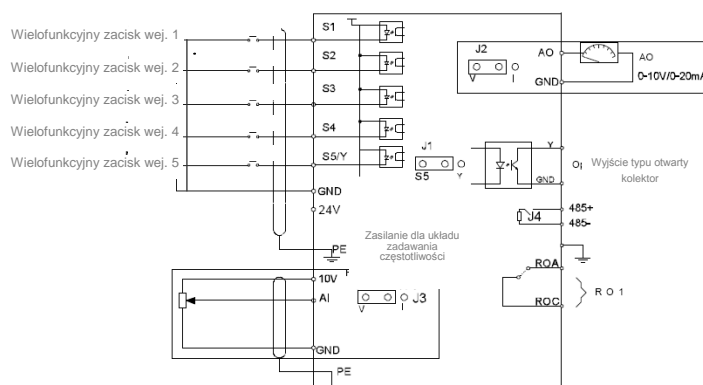 Wielofunkcyjny zacisk wej. 1
Wielofunkcyjny zacisk wej. 2
Wielofunkcyjny zacisk wej. 3
Wielofunkcyjny zacisk wej. 4
Wielofunkcyjny zacisk wej. 5
S1
S2
S3
S4
S5/Y
GND
24V
PE
J1
S5 Y
J2
V I
AO
GND
AO
0-10V/0~20mA
Y
GND
Wyjście typu otwarty
kolektor
485+
485-
J4
Zasilanie dla układu
zadawania
częstotliwości
10V
AI
J3
V I
GND
PE
ROA
ROC
RO1